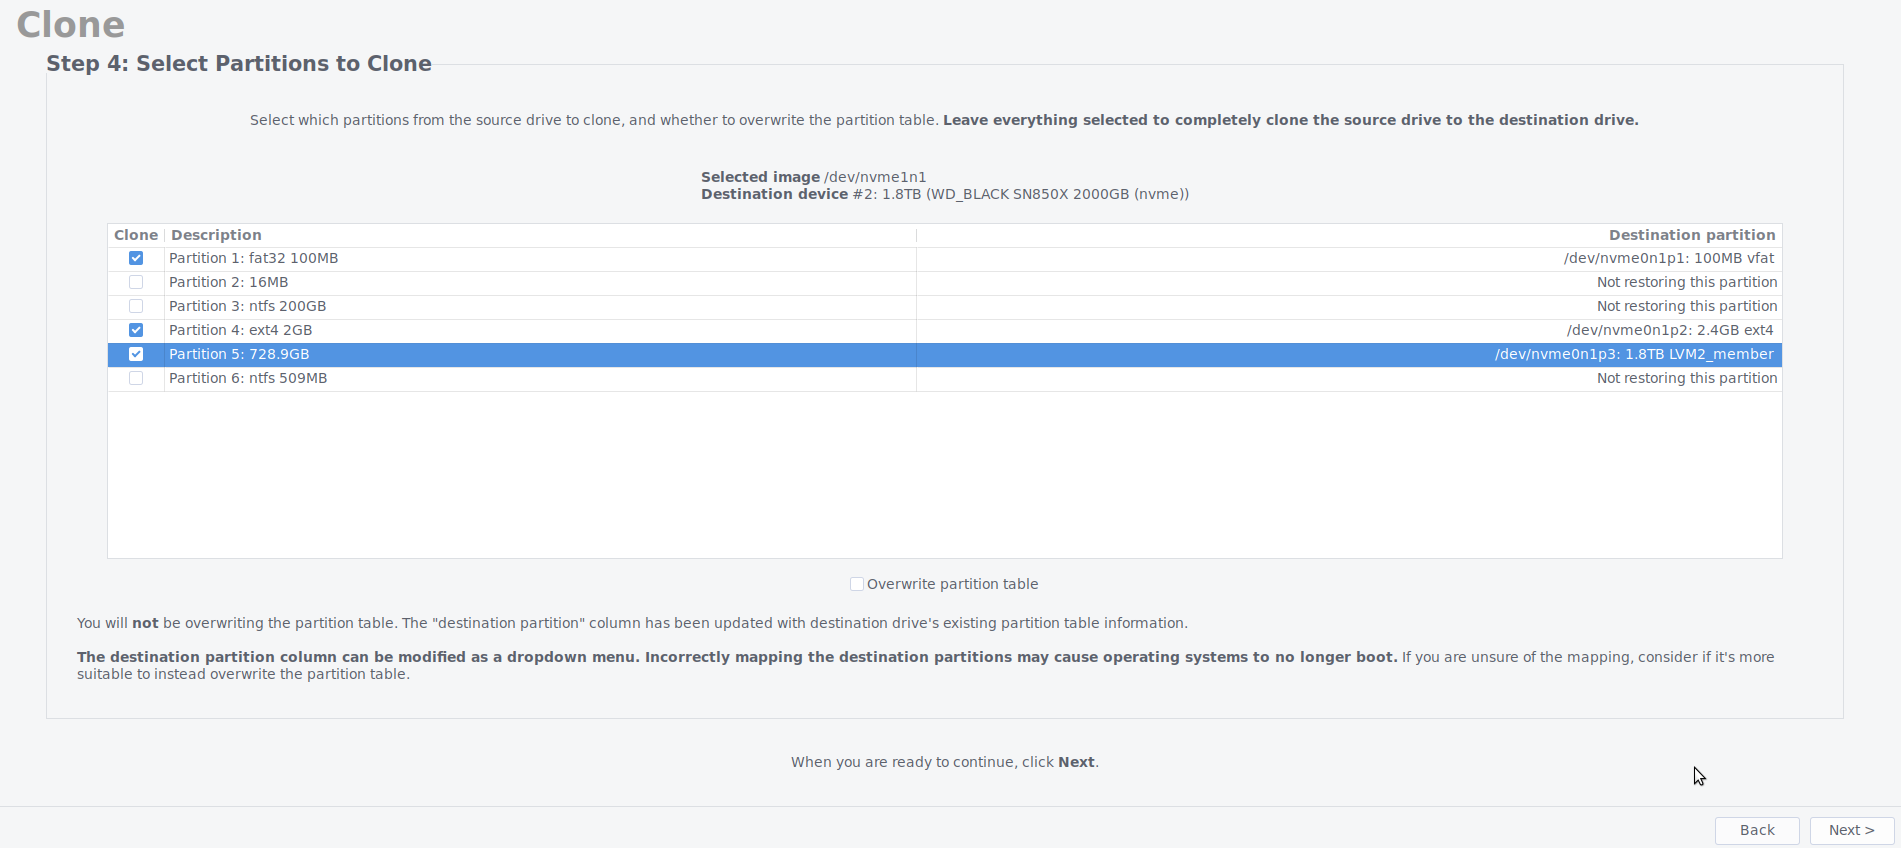 Clone
Step 4: Select Partitions to Clone
Select which partitions from the source drive to clone, and whether to overwrite the partition table. Leave everything selected to completely clone the source drive to the destination drive.
Selected image /dev/nvme1n1
Destination device #2: 1.8TB (WD_BLACK SN850X 2000GB (nvme))
Clone Description Destination partition
Partition 1: fat32 100MB /dev/nvme0n1p1: 100MB vfat
Partition 2: 16MB Not restoring this partition
Partition 3: ntfs 200GB Not restoring this partition
Partition 4: ext4 2GB /dev/nvme0n1p2: 2.4GB ext4
Partition 5: 728.9GB /dev/nvme0n1p3: 1.8TB LVM2_member
Partition 6: ntfs 509MB Not restoring this partition
Overwrite partition table
You will not be overwriting the partition table. The "destination partition" column has been updated with destination drive's existing partition table information.
The destination partition column can be modified as a dropdown menu. Incorrectly mapping the destination partitions may cause operating systems to no longer boot. If you are unsure of the mapping, consider if it's more
suitable to instead overwrite the partition table.
When you are ready to continue, click Next.
Back Next >